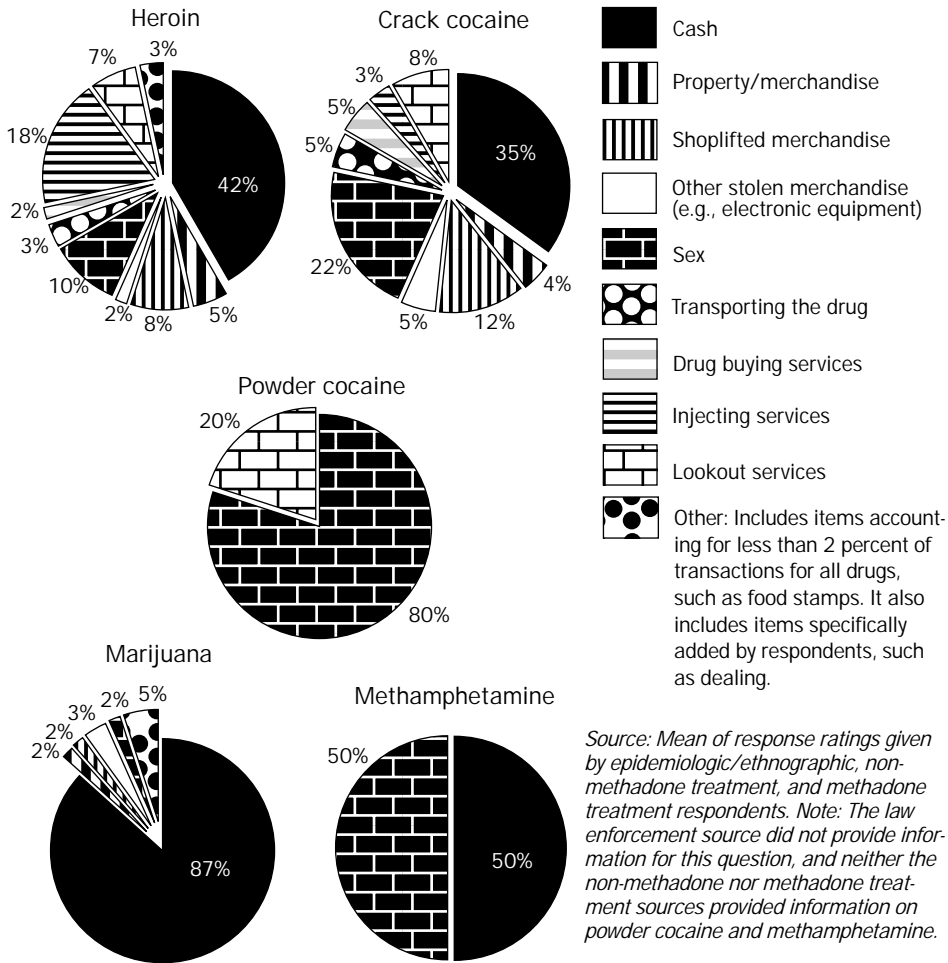 Heroin
3%
7%
18%
42%
2%
3%
10%
2%
8%
5%
Crack cocaine
8%
3%
5%
5%
35%
22%
5%
12%
4%
Cash
Property/merchandise
Shoplifted merchandise
Other stolen merchandise
(e.g., electronic equipment)
Sex
Transporting the drug
Drug buying services
Injecting services
Lookout services
Other: Includes items account-
ing for less than 2 percent of
transactions for all drugs,
such as food stamps. It also
includes items specifically
added by respondents, such
as dealing.
Powder cocaine
20%
80%
Marijuana
5%
2%
3%
2%
2%
87%
Methamphetamine
50%
50%
Source: Mean of response ratings given
by epidemiologic/ethnographic, non-
methadone treatment, and methadone
treatment respondents. Note: The law
enforcement source did not provide infor-
mation for this question, and neither the
non-methadone nor methadone treat-
ment sources provided information on
powder cocaine and methamphetamine.